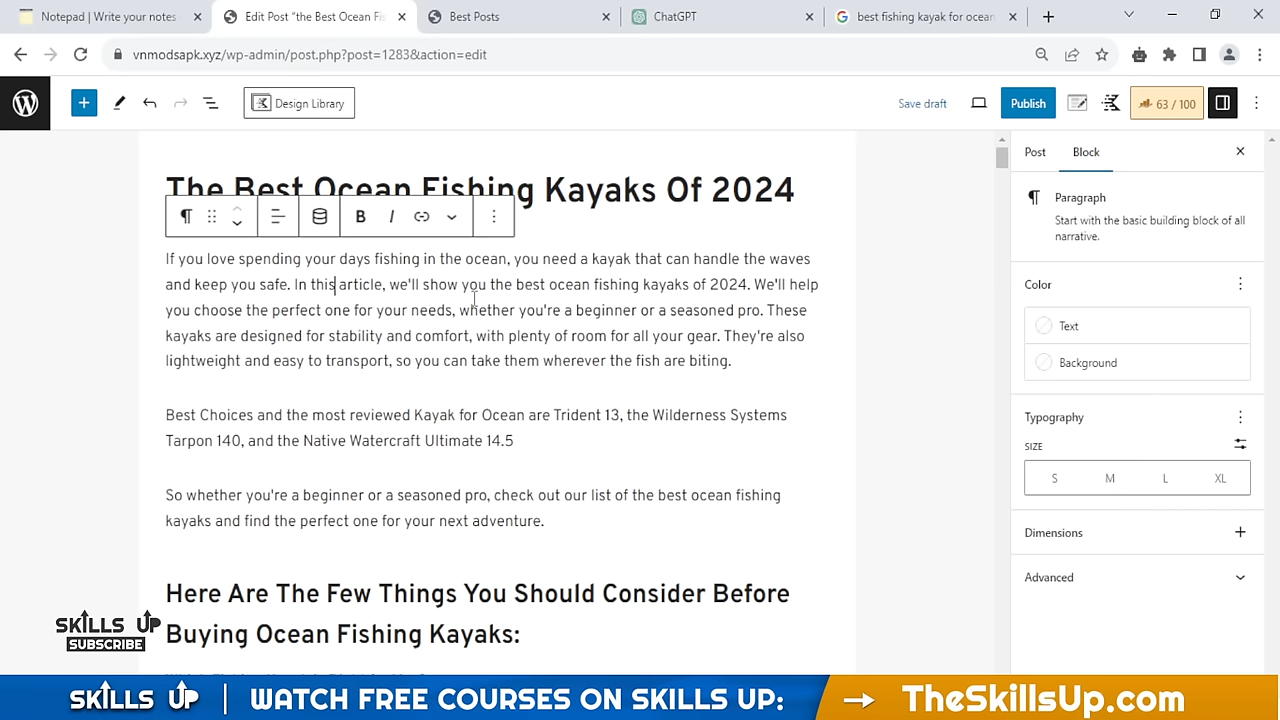 Notepad | Write your notes
Edit Post “the Best Ocean Fis
Best Posts
ChatGPT
best fishing kayak for ocean
vnmodsapk.xyz/wp-admin/post.php?post=1283&action=edit
Design Library
Save draft
Publish
63 / 100
The Best Ocean Fishing Kayaks Of 2024
B I
If you love spending your days fishing in the ocean, you need a kayak that can handle the waves
and keep you safe. In this article, we'll show you the best ocean fishing kayaks of 2024. We'll help
you choose the perfect one for your needs, whether you're a beginner or a seasoned pro. These
kayaks are designed for stability and comfort, with plenty of room for all your gear. They're also
lightweight and easy to transport, so you can take them wherever the fish are biting.
Best Choices and the most reviewed Kayak for Ocean are Trident 13, the Wilderness Systems
Tarpon 140, and the Native Watercraft Ultimate 14.5
So whether you're a beginner or a seasoned pro, check out our list of the best ocean fishing
kayaks and find the perfect one for your next adventure.
Here Are The Few Things You Should Consider Before
Buying Ocean Fishing Kayaks:
Post
Block
Paragraph
Start with the basic building block of all
narrative.
Color
Text
Background
Typography
SIZE
S M L XL
Dimensions
Advanced
SKILLS UP
SUBSCRIBE
SKILLS UP
WATCH FREE COURSES ON SKILLS UP:
TheSkillsUp.com